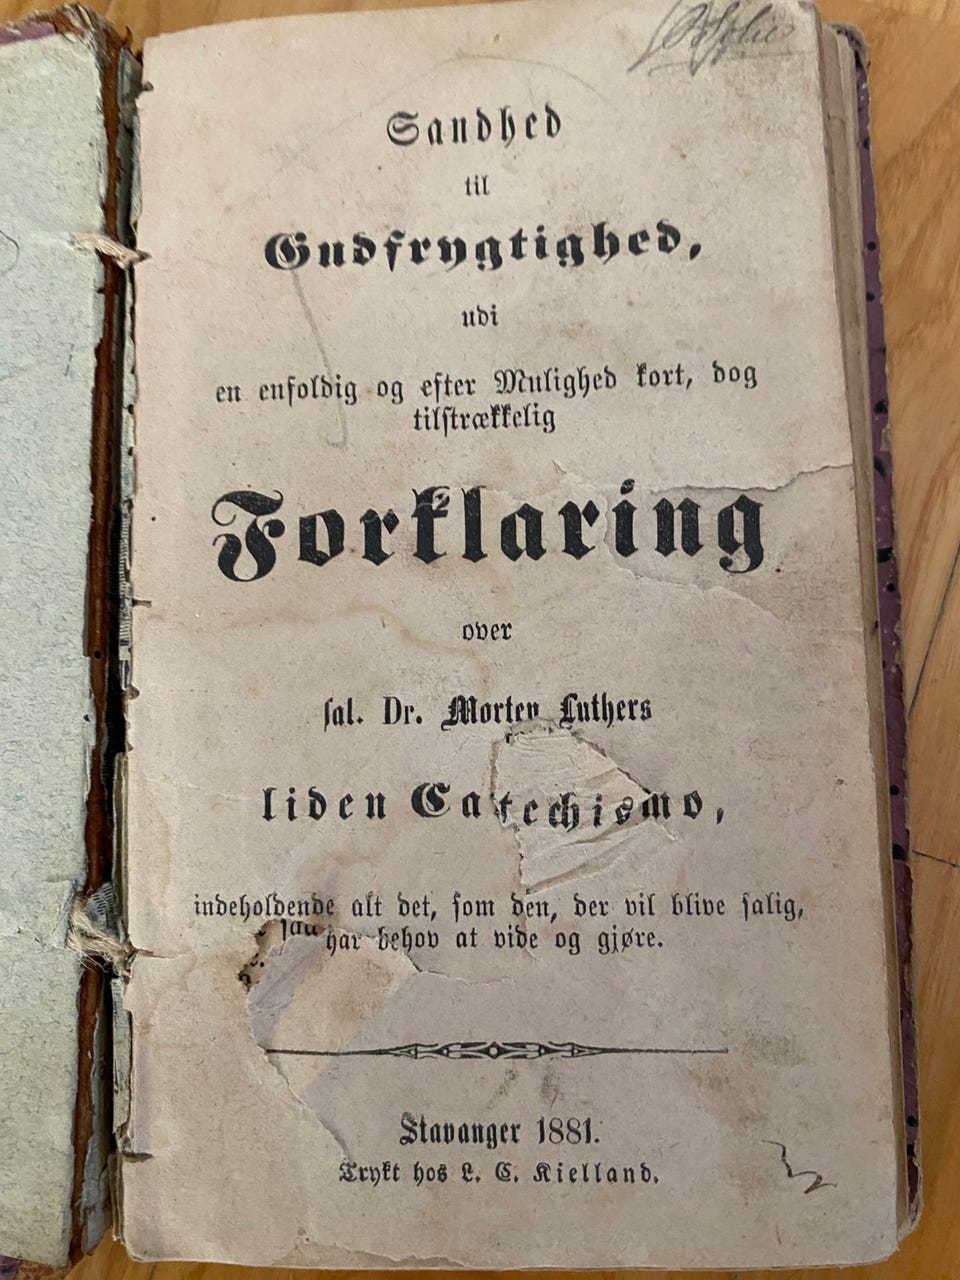 Sandhed
til
Gudfrygtighed,
udi
en enfoldig og efter Mulighed kort, dog
tilstrækkelig
Forklaring
over
sal. Dr. Morten Luthers
liden Catechismo,
indeholdende alt det, som den, der vil blive salig,
har behov at vide og gjøre.
Stavanger 1881.
Trykt hos L. C. Kielland.